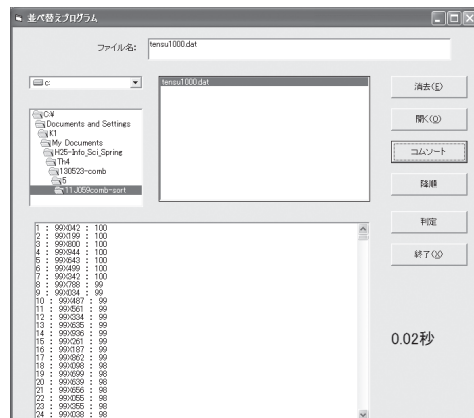 並べ替えプログラム
ファイル名:
tensu1000.dat
c:
tensu1000.dat
消去(E)
開く(O)
コムソート
降順
判定
終了(X)
C:¥
Documents and Settings
K1
My Documents
H25-Info_Sci_Spring
Th4
130523-comb
5
11J059comb-sort
1 : 99X042 : 100
2 : 99X199 : 100
3 : 99X800 : 100
4 : 99X944 : 100
5 : 99X643 : 100
6 : 99X499 : 100
7 : 99X342 : 100
8 : 99X788 : 99
9 : 99X034 : 99
10 : 99X487 : 99
11 : 99X561 : 99
12 : 99X334 : 99
13 : 99X635 : 99
14 : 99X936 : 99
15 : 99X261 : 99
16 : 99X187 : 99
17 : 99X862 : 99
18 : 99X098 : 98
19 : 99X699 : 98
20 : 99X639 : 98
21 : 99X656 : 98
22 : 99X055 : 98
23 : 99X355 : 98
24 : 99X038 : 98
0.02秒